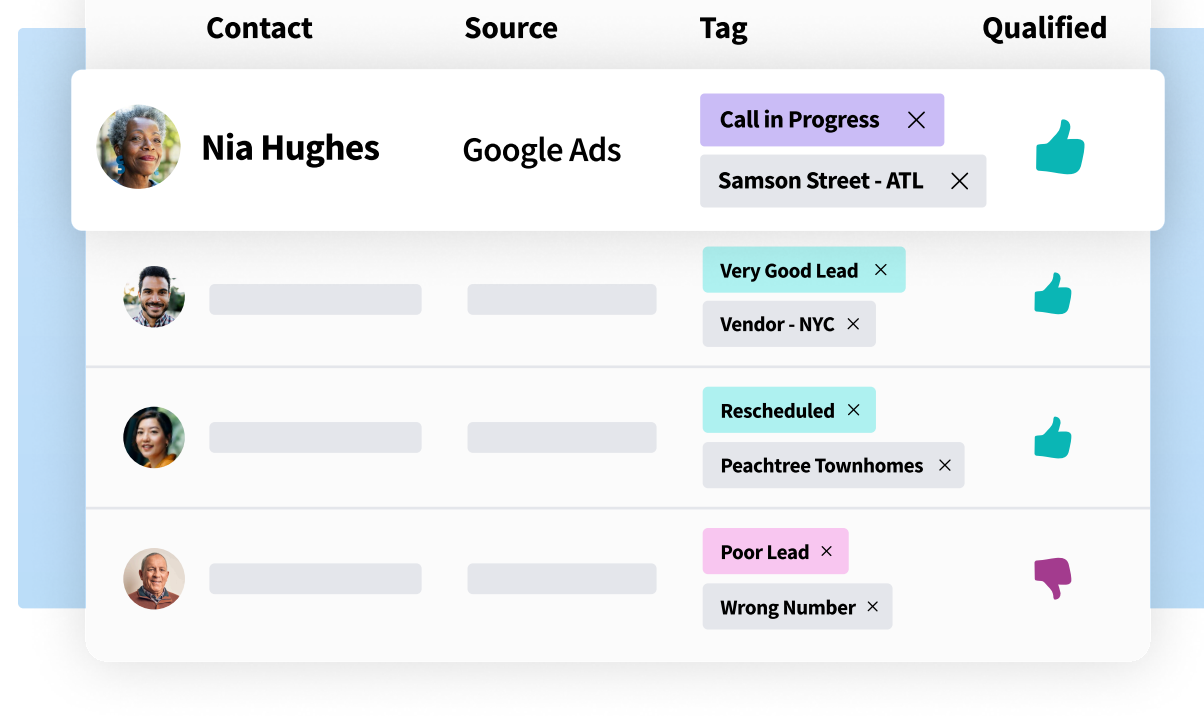 Contact Source Tag Qualified
Nia Hughes Google Ads Call in Progress
Samson Street - ATL
Very Good Lead
Vendor - NYC
Rescheduled
Peachtree Townhomes
Poor Lead
Wrong Number